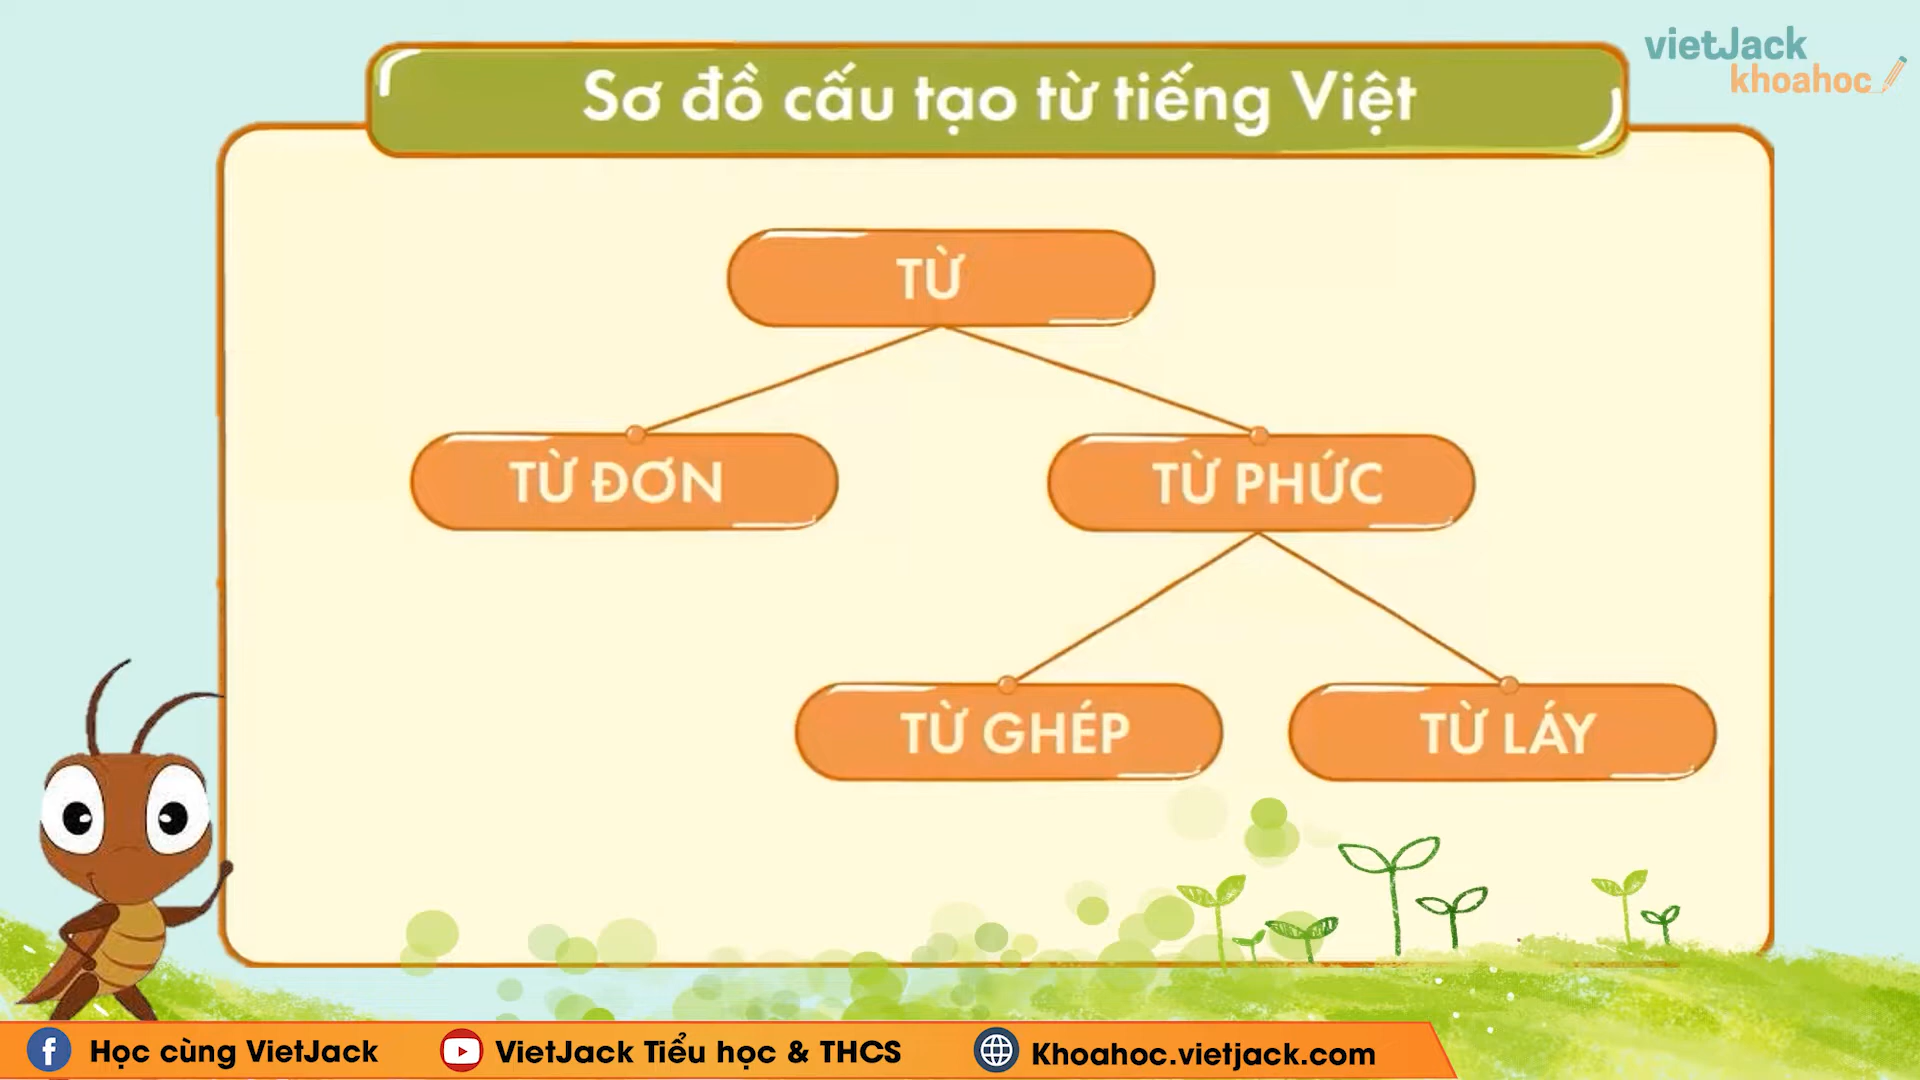 vietJack
khoahoc
Sơ đồ cấu tạo từ tiếng Việt
TỪ
TỪ ĐƠN
TỪ PHỨC
TỪ GHÉP
TỪ LÁY
Học cùng VietJack
VietJack Tiểu học & THCS
Khoahoc.vietjack.com